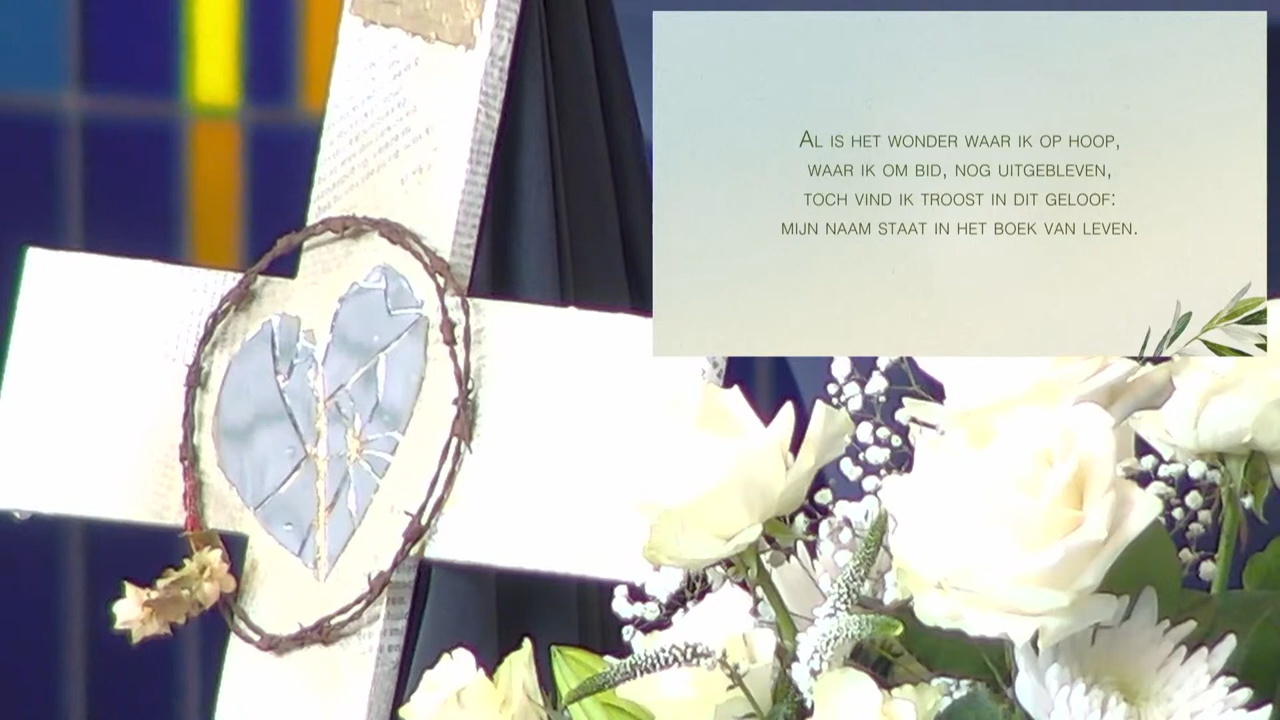 Al is het wonder waar ik op hoop,
waar ik om bid, nog uitgebleven,
toch vind ik troost in dit geloof:
mijn naam staat in het boek van leven.